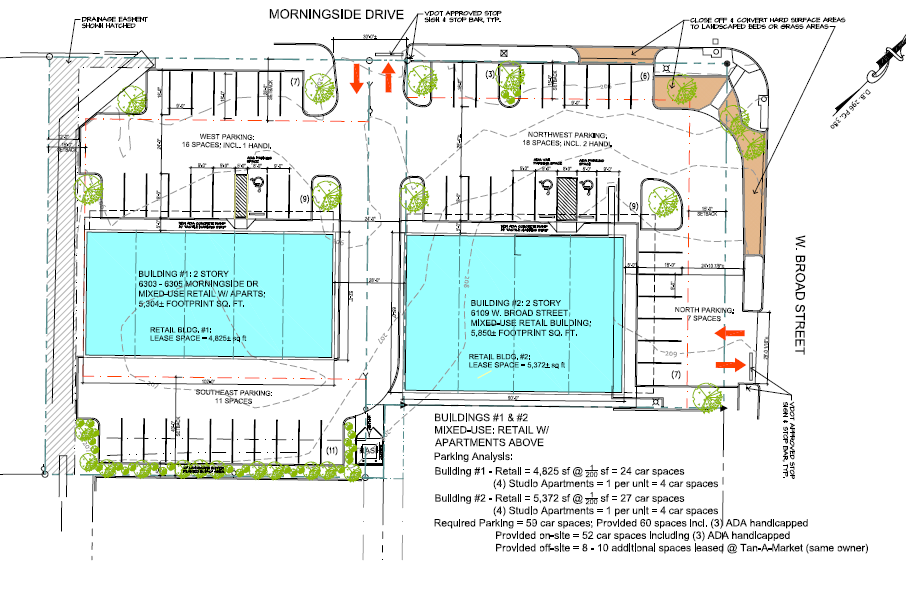 MORNINGSIDE DRIVE
DRAINAGE EASMENT
SHOWN HATCHED
VDOT APPROVED STOP
SIGN & STOP BAR, TYP.
CLOSE OFF & CONVERT HARD SURFACE AREAS
TO LANDSCAPED BEDS OR GRASS AREAS
D.B. 296 PG. 350
(7)
(3)
(6)
WEST PARKING:
16 SPACES; INCL. 1 HANDI.
NORTHWEST PARKING:
18 SPACES; INCL. 2 HANDI.
(9)
(9)
SETBACK
BUILDING #1: 2 STORY
6303 - 6305 MORNINGSIDE DR
MIXED-USE RETAIL W/ APARTS;
5,304± FOOTPRINT SQ. FT.
RETAIL BLDG. #1:
LEASE SPACE = 4,825± sq ft
BUILDING #2: 2 STORY
6109 W. BROAD STREET
MIXED-USE RETAIL BUILDING;
5,850± FOOTPRINT SQ. FT.
RETAIL BLDG. #2:
LEASE SPACE = 5,372± sq ft
NORTH PARKING:
7 SPACES
209
(7)
W. BROAD STREET
VDOT APPROVED STOP
SIGN & STOP BAR, TYP.
SOUTHEAST PARKING:
11 SPACES
(11)
BUILDINGS #1 & #2
MIXED-USE: RETAIL W/
APARTMENTS ABOVE
Parking Analysis:
Building #1 - Retail = 4,825 sf @ 1/200 sf = 24 car spaces
(4) Studio Apartments = 1 per unit = 4 car spaces
Building #2 - Retail = 5,372 sf @ 1/200 sf = 27 car spaces
(4) Studio Apartments = 1 per unit = 4 car spaces
Required Parking = 59 car spaces; Provided 60 spaces incl. (3) ADA handicapped
Provided on-site = 52 car spaces including (3) ADA handicapped
Provided off-site = 8 - 10 additional spaces leased @ Tan-A-Market (same owner)